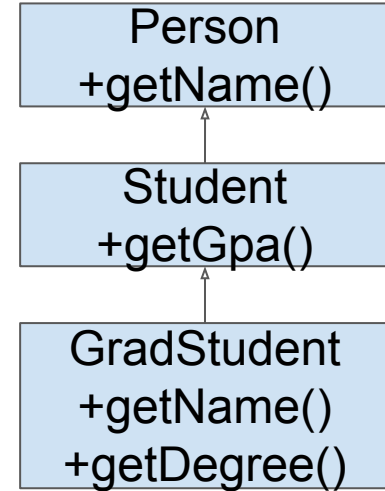 Person
+getName()
Student
+getGpa()
GradStudent
+getName()
+getDegree()